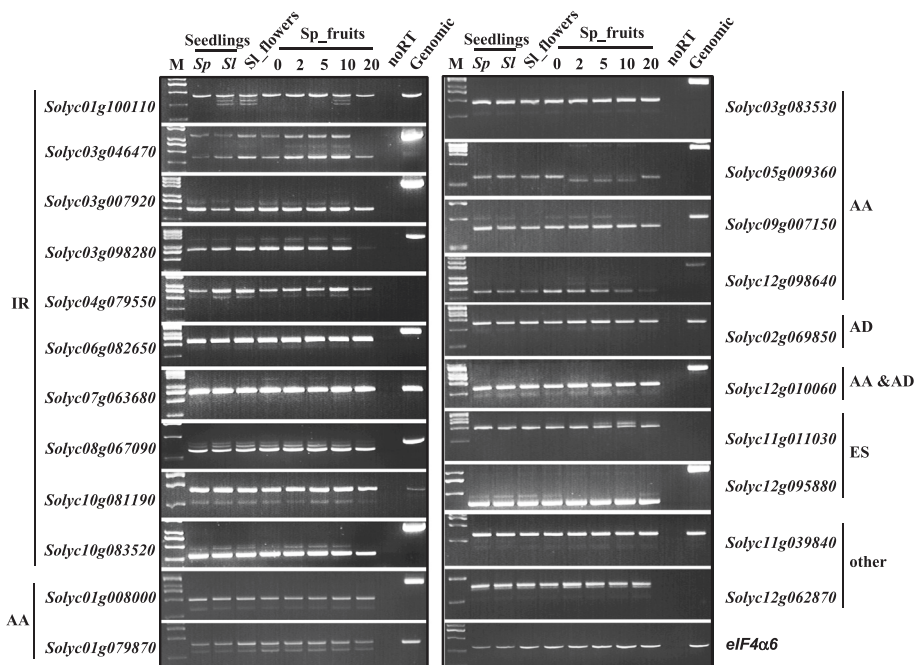 Seedlings Sl_flowers Sp_fruits noRT Genomic
M Sp Sl 0 2 5 10 20
Solyc01g100110
Solyc03g046470
Solyc03g007920
Solyc03g098280
Solyc04g079550
Solyc06g082650
Solyc07g063680
Solyc08g067090
Solyc10g081190
Solyc10g083520
IR
Solyc01g008000
Solyc01g079870
AA
Seedlings Sl_flowers Sp_fruits noRT Genomic
M Sp Sl 0 2 5 10 20
Solyc03g083530
Solyc05g009360
Solyc09g007150
Solyc12g098640
AA
Solyc02g069850
AD
Solyc12g010060
AA &AD
Solyc11g011030
Solyc12g095880
ES
Solyc11g039840
Solyc12g062870
other
eIF4α6